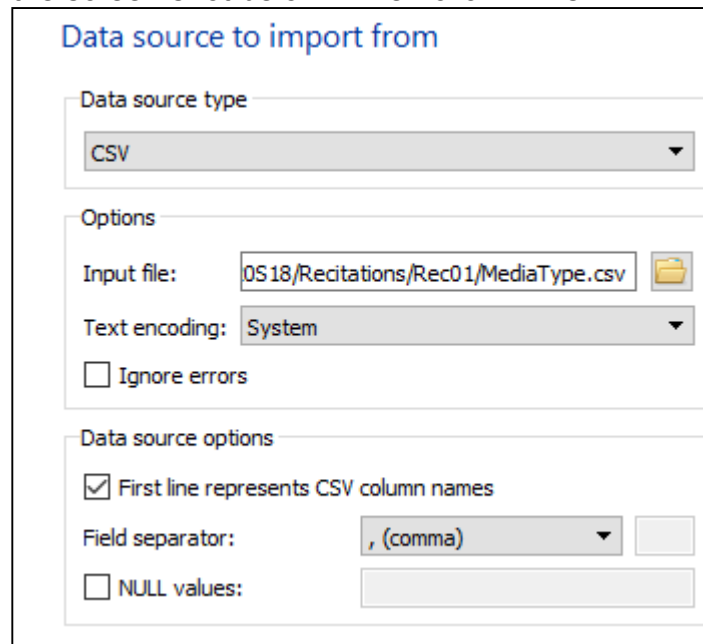 Data source to import from
Data source type
CSV
Options
Input file: 0S18/Recitations/Rec01/MediaType.csv
Text encoding: System
Ignore errors
Data source options
First line represents CSV column names
Field separator: , (comma)
NULL values: